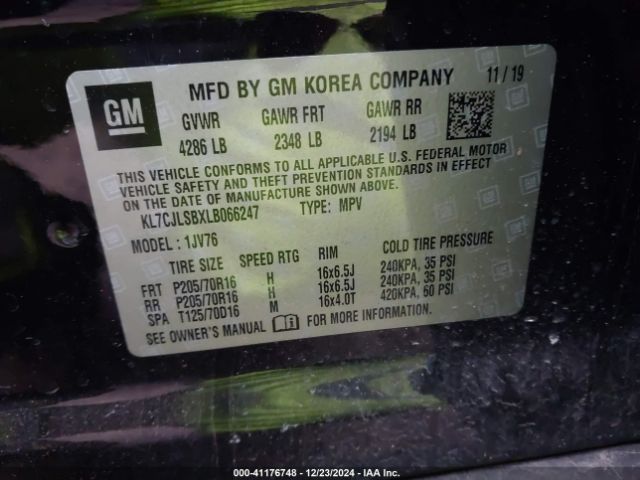 GM
MFD BY GM KOREA COMPANY 11 / 19
GVWR GAWR FRT GAWR RR
4286 LB 2348 LB 2194 LB
THIS VEHICLE CONFORMS TO ALL APPLICABLE U.S. FEDERAL MOTOR
VEHICLE SAFETY AND THEFT PREVENTION STANDARDS IN EFFECT
ON THE DATE OF MANUFACTURE SHOWN ABOVE.
KL7CJLSBXLB066247 TYPE: MPV
MODEL : 1JV76
TIRE SIZE SPEED RTG RIM COLD TIRE PRESSURE
FRT P205/70R16 H 16x6.5J 240KPA, 35 PSI
RR P205/70R16 H 16x6.5J 240KPA, 35 PSI
SPA T125/70D16 M 16x4.0T 420KPA, 60 PSI
SEE OWNER'S MANUAL FOR MORE INFORMATION.
000-41176748 - 12/23/2024 - IAA Inc.